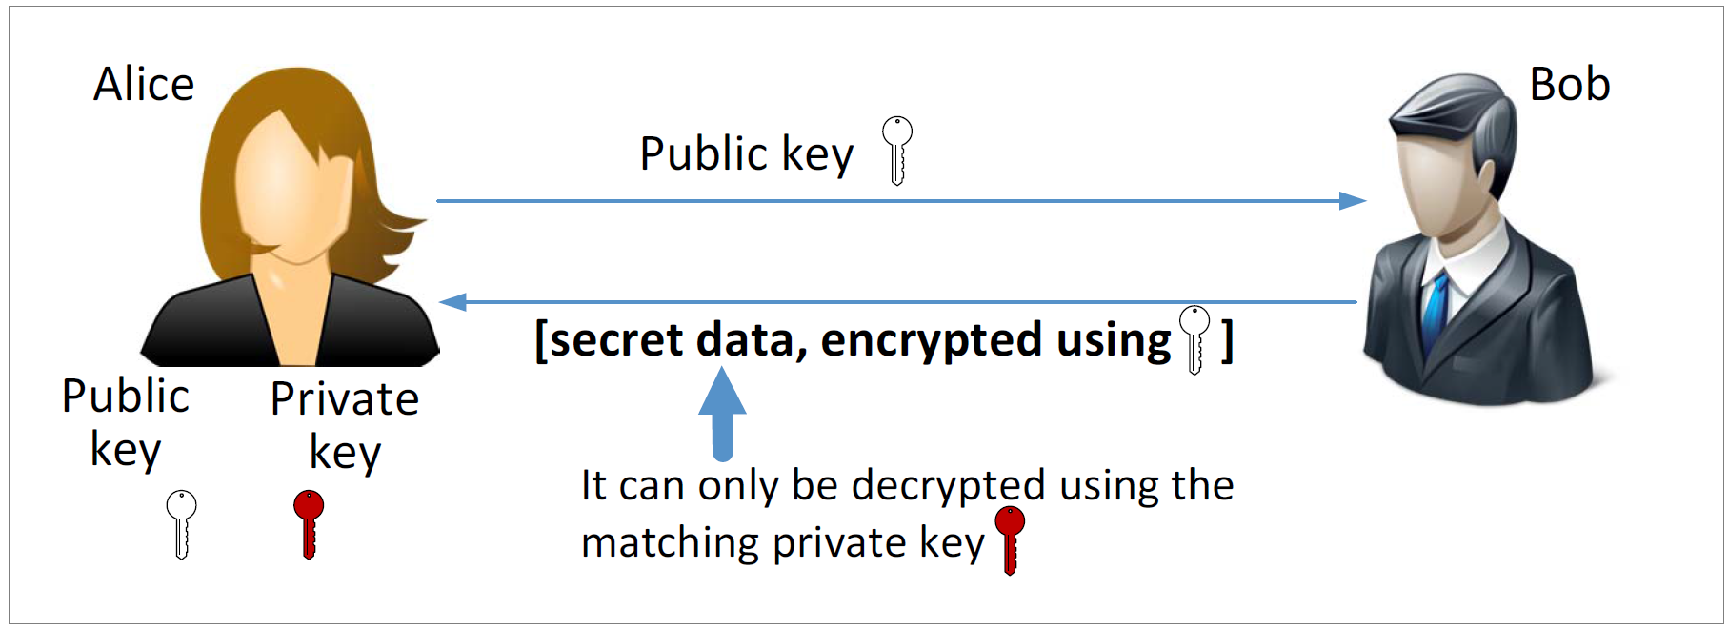 Alice
Bob
Public key
[secret data, encrypted using ]
Public
key
Private
key
It can only be decrypted using the
matching private key